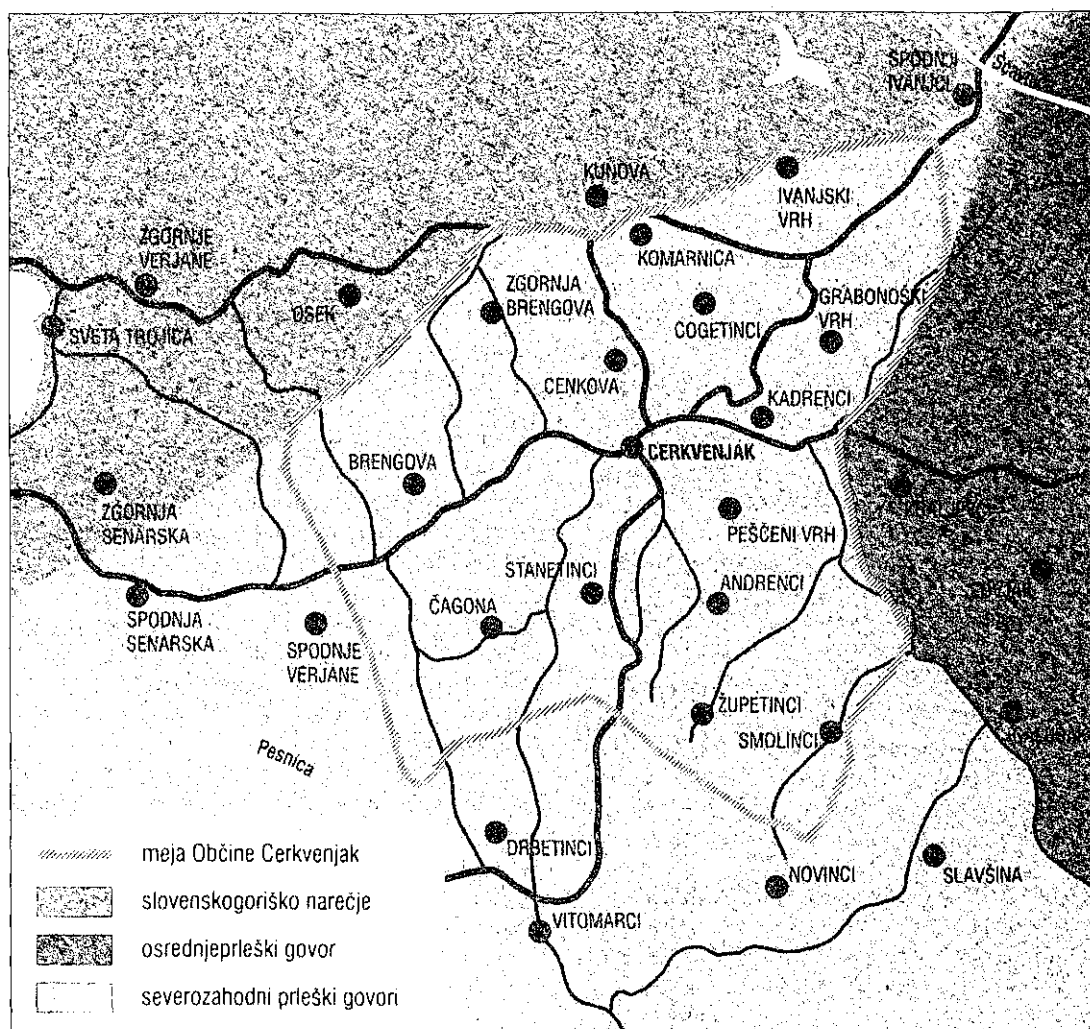 SPODNJI
IVANJCI
KUNOVA
IVANJSKI
VRH
ZGORNJE
VERJANE
KOMARNICA
OSEK
ZGORNJA
BRENGOVA
GRABONOŠKI
VRH
SVETA TROJICA
COGETINCI
CENKOVA
KADRENCI
CERKVENJAK
BRENGOVA
ZGORNJA
SENARSKA
PEŠČENI VRH
STANETINCI
ANDRENCI
ČAGONA
SPODNJA
SENARSKA
SPODNJE
VERJANE
ŽUPETINCI
SMOLINCI
Pesnica
DRBETINCI
NOVINCI
SLAVŠINA
VITOMARCI
meja Občine Cerkvenjak
slovenskogoriško narečje
osrednjeprleški govor
severozahodni prleški govori